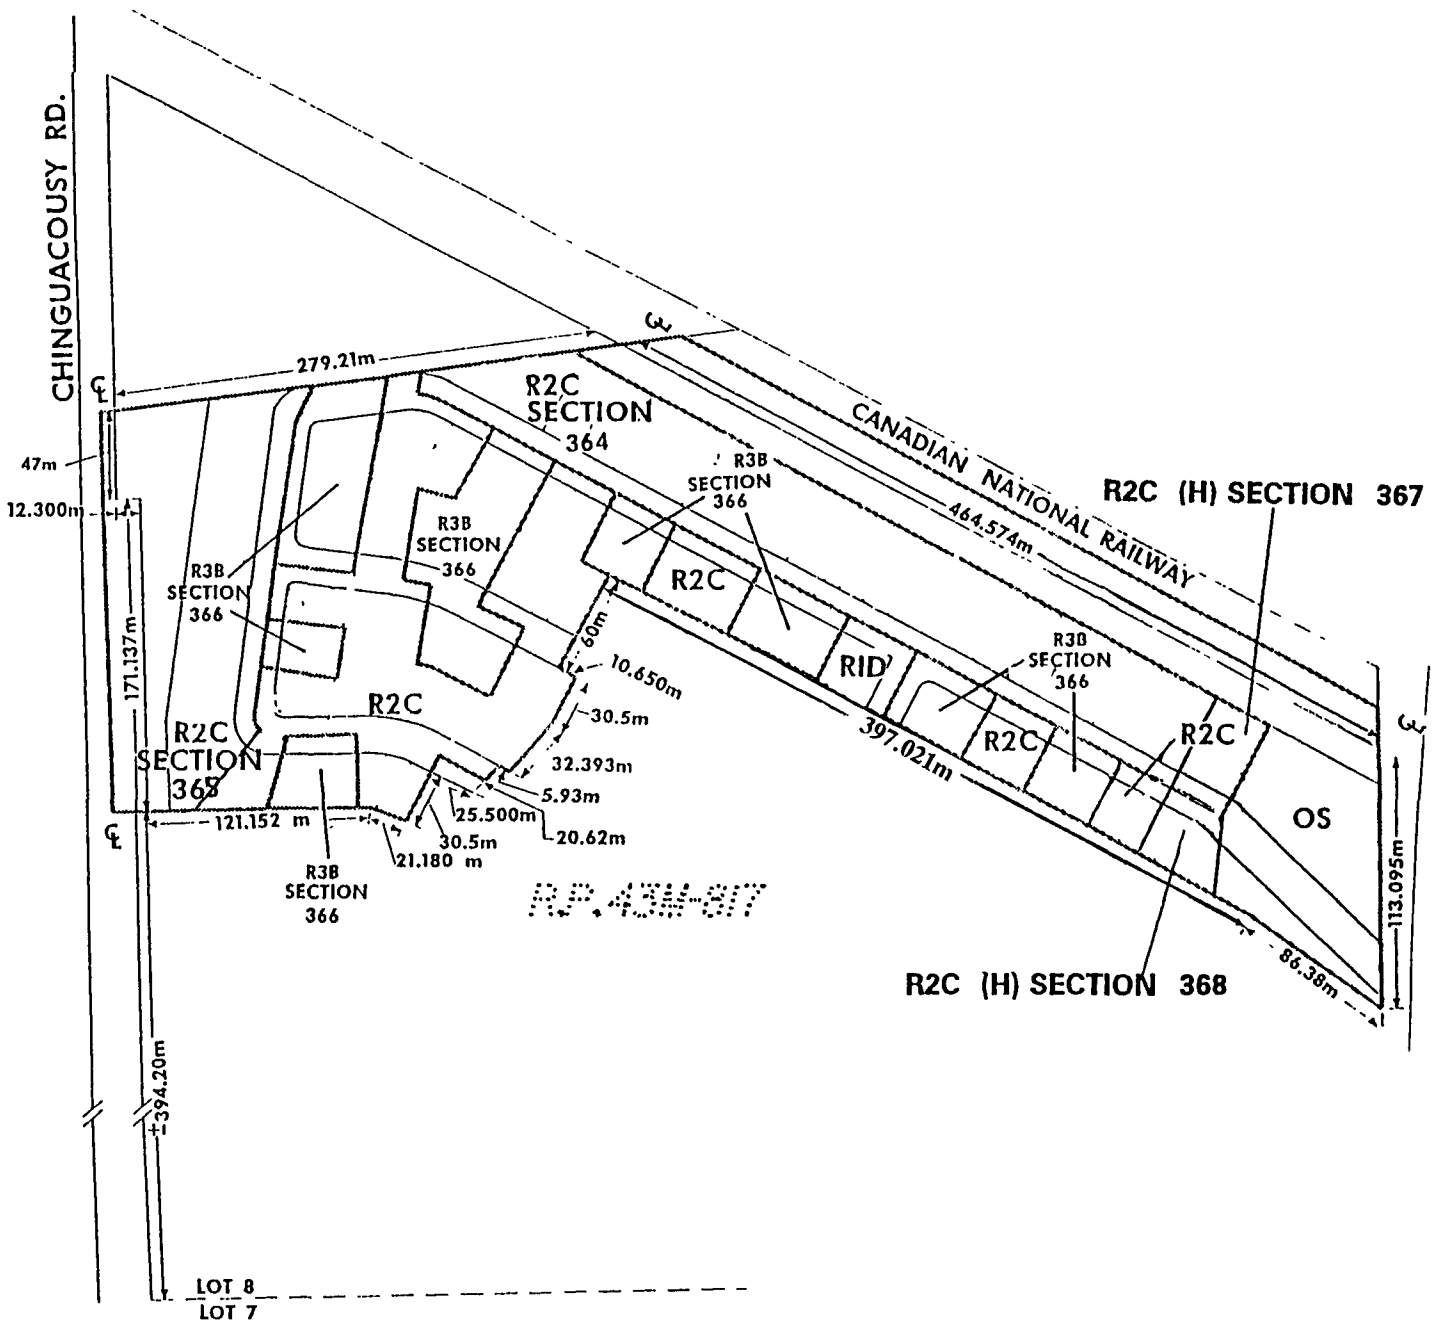 CHINGUACOUSY RD.
279.21m
R2C
SECTION
364
CANADIAN NATIONAL RAILWAY
464.574m
R2C (H) SECTION 367
47m
12.300m
171.137m
R3B
SECTION
366
R3B
SECTION
366
R3B
SECTION
366
R2C
R1D
R3B
SECTION
366
R2C
R2C
OS
60m
10.650m
30.5m
32.393m
5.93m
20.62m
25.500m
30.5m
21.180 m
121.152 m
R2C
R2C
SECTION
365
R3B
SECTION
366
397.021m
113.095m
86.38m
R.P. 43M-817
R2C (H) SECTION 368
±394.20m
LOT 8
LOT 7